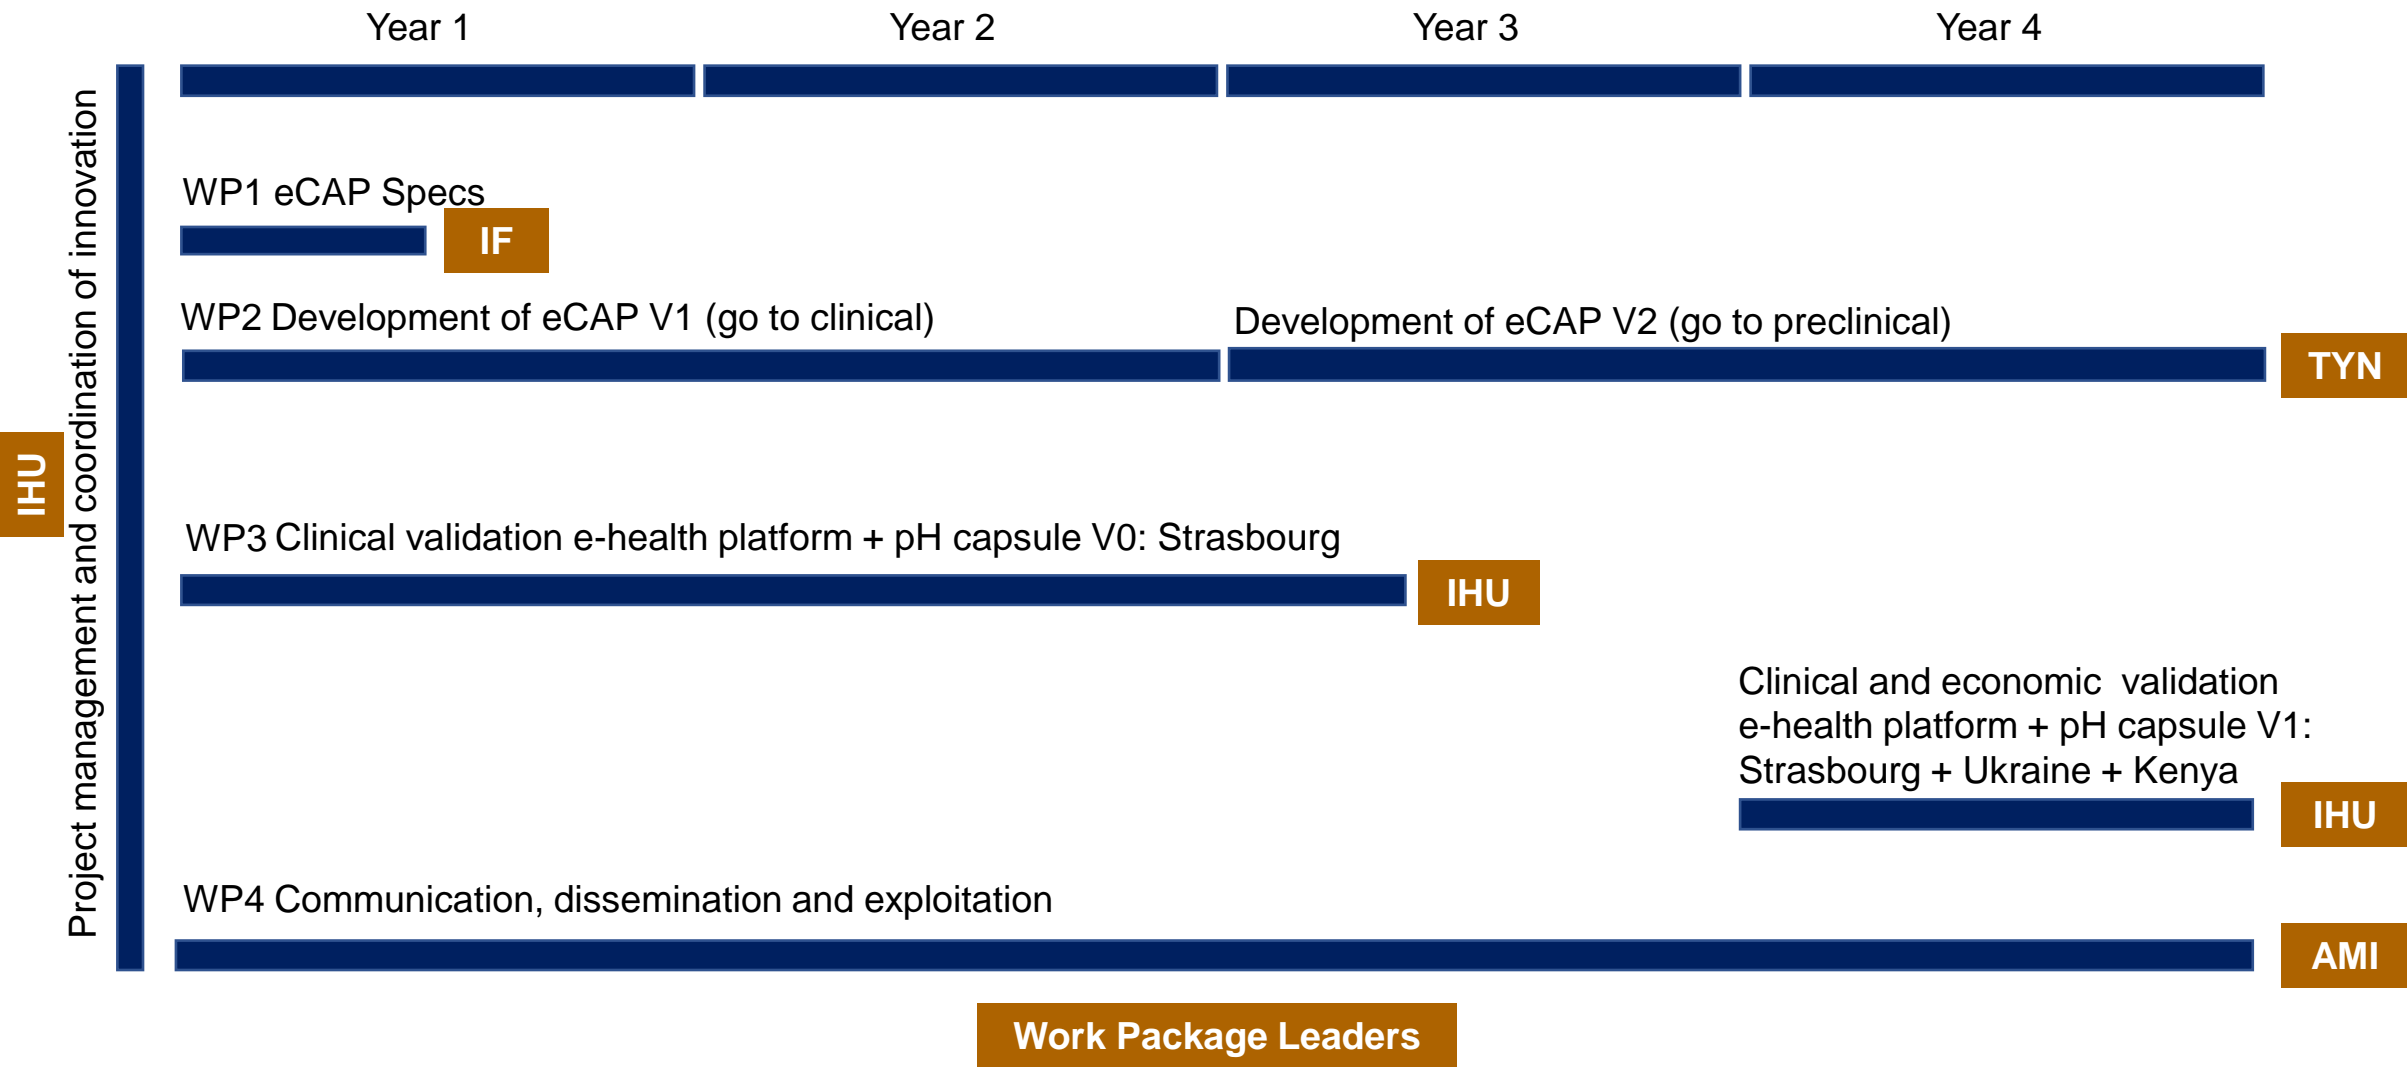 Year 1
Year 2
Year 3
Year 4
IHU
Project management and coordination of innovation
WP1 eCAP Specs
IF
WP2 Development of eCAP V1 (go to clinical)
Development of eCAP V2 (go to preclinical)
TYN
WP3 Clinical validation e-health platform + pH capsule V0: Strasbourg
IHU
Clinical and economic validation
e-health platform + pH capsule V1:
Strasbourg + Ukraine + Kenya
IHU
WP4 Communication, dissemination and exploitation
AMI
Work Package Leaders